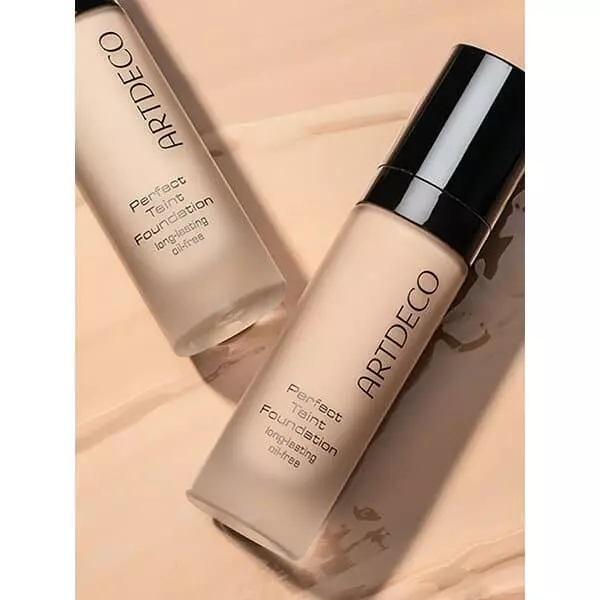 ARTDECO
Perfect
Teint
Foundation
long-lasting
oil-free
ARTDECO
Perfect
Teint
Foundation
long-lasting
oil-free